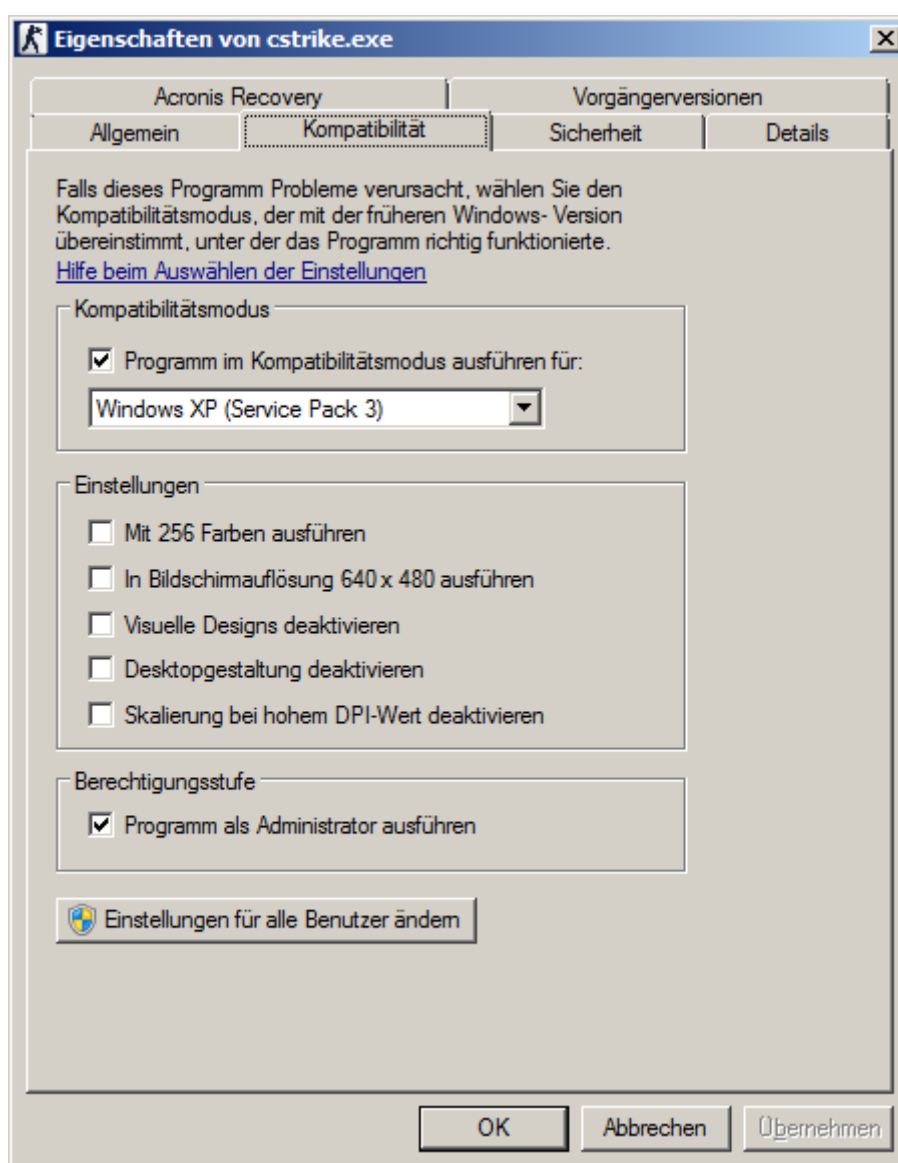 Eigenschaften von cstrike.exe
Acronis Recovery
Vorgängerversionen
Allgemein
Kompatibilität
Sicherheit
Details
Falls dieses Programm Probleme verursacht, wählen Sie den
Kompatibilitätsmodus, der mit der früheren Windows- Version
übereinstimmt, unter der das Programm richtig funktionierte.
Hilfe beim Auswählen der Einstellungen
Kompatibilitätsmodus
Programm im Kompatibilitätsmodus ausführen für:
Windows XP (Service Pack 3)
Einstellungen
Mit 256 Farben ausführen
In Bildschirmauflösung 640 x 480 ausführen
Visuelle Designs deaktivieren
Desktopgestaltung deaktivieren
Skalierung bei hohem DPI-Wert deaktivieren
Berechtigungsstufe
Programm als Administrator ausführen
Einstellungen für alle Benutzer ändern
OK
Abbrechen
Übernehmen